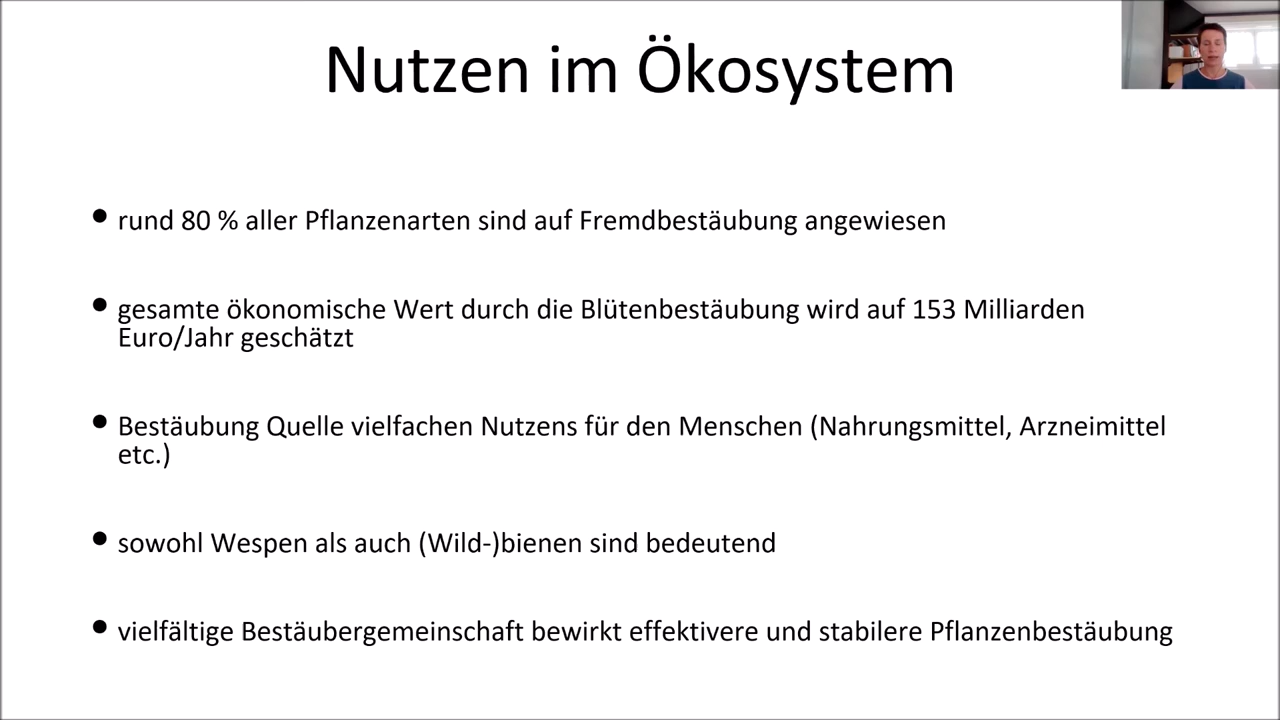 Nutzen im Ökosystem
• rund 80 % aller Pflanzenarten sind auf Fremdbestäubung angewiesen
• gesamte ökonomische Wert durch die Blütenbestäubung wird auf 153 Milliarden
Euro/Jahr geschätzt
• Bestäubung Quelle vielfachen Nutzens für den Menschen (Nahrungsmittel, Arzneimittel
etc.)
• sowohl Wespen als auch (Wild-)bienen sind bedeutend
• vielfältige Bestäubergemeinschaft bewirkt effektivere und stabilere Pflanzenbestäubung